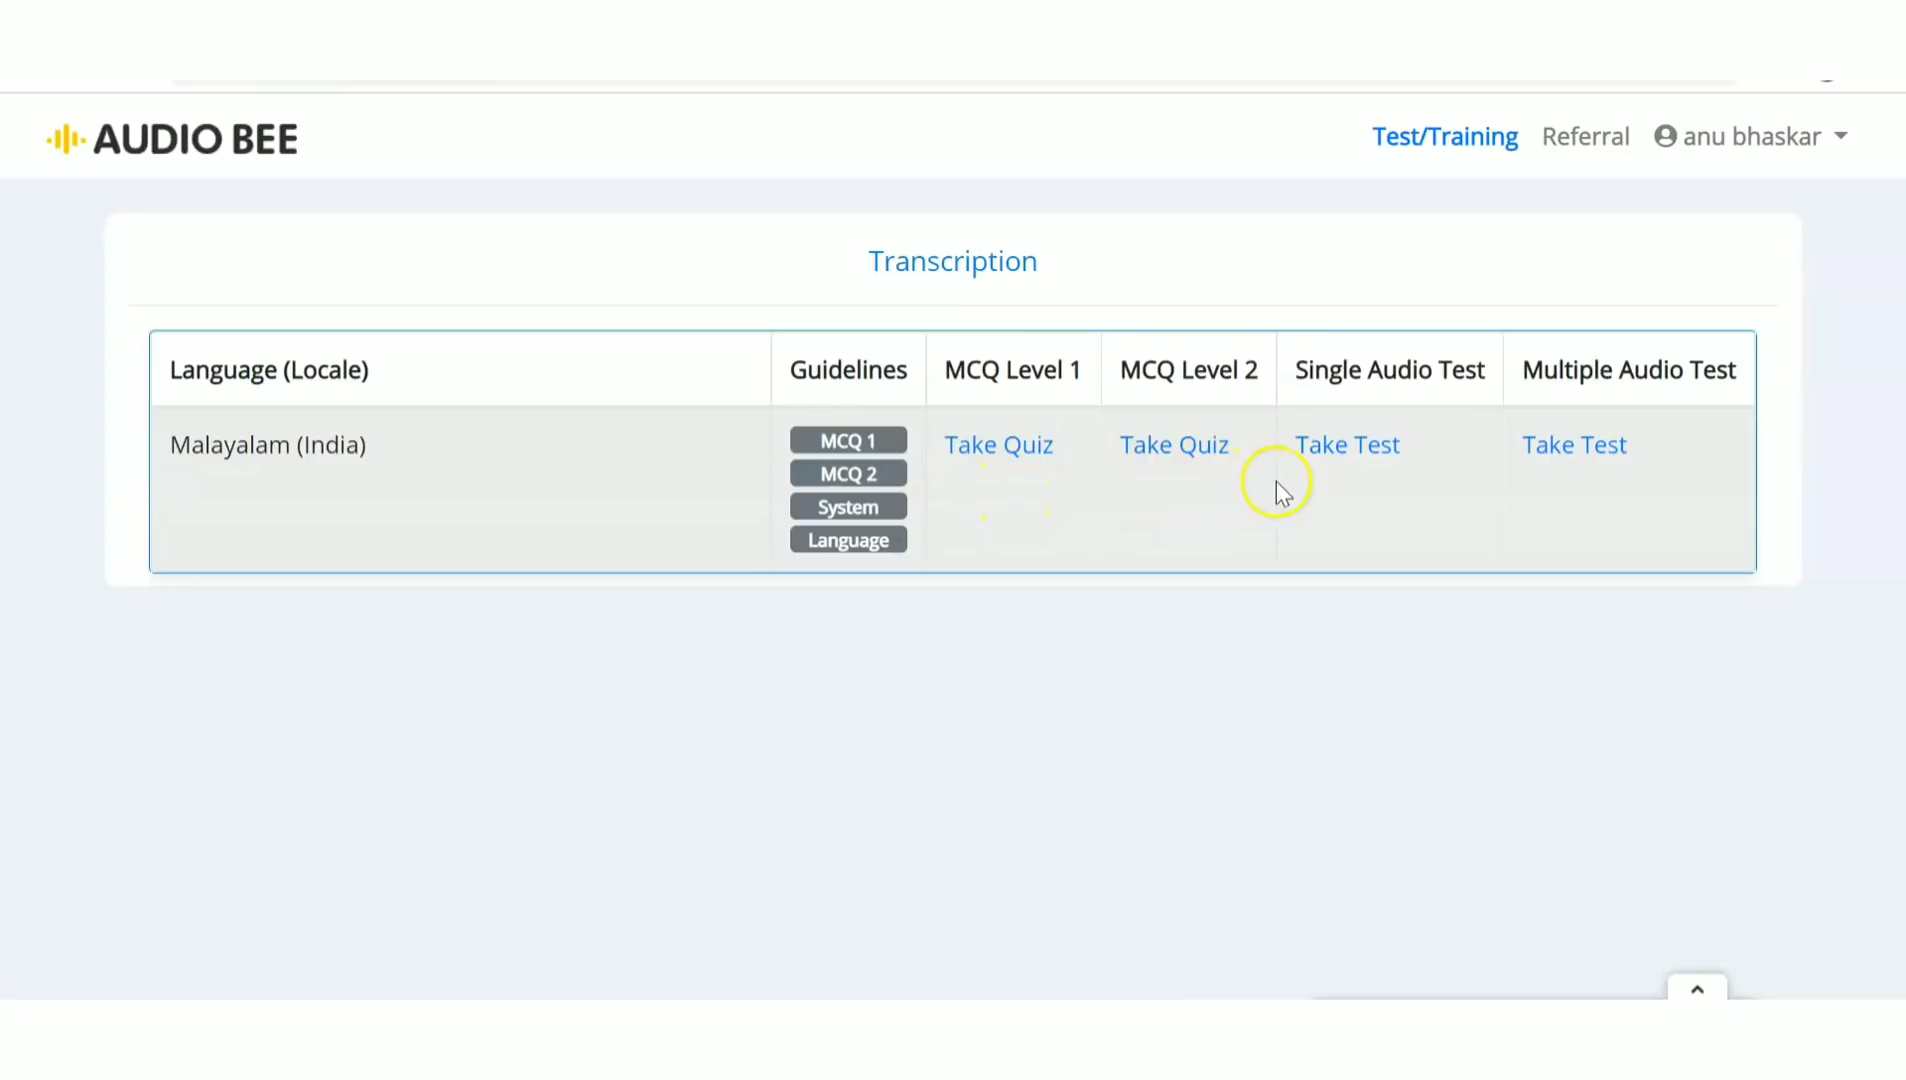 AUDIO BEE
Test/Training Referral anu bhaskar
Transcription
Language (Locale) Guidelines MCQ Level 1 MCQ Level 2 Single Audio Test Multiple Audio Test
Malayalam (India) MCQ 1 Take Quiz Take Quiz Take Test Take Test
MCQ 2
System
Language